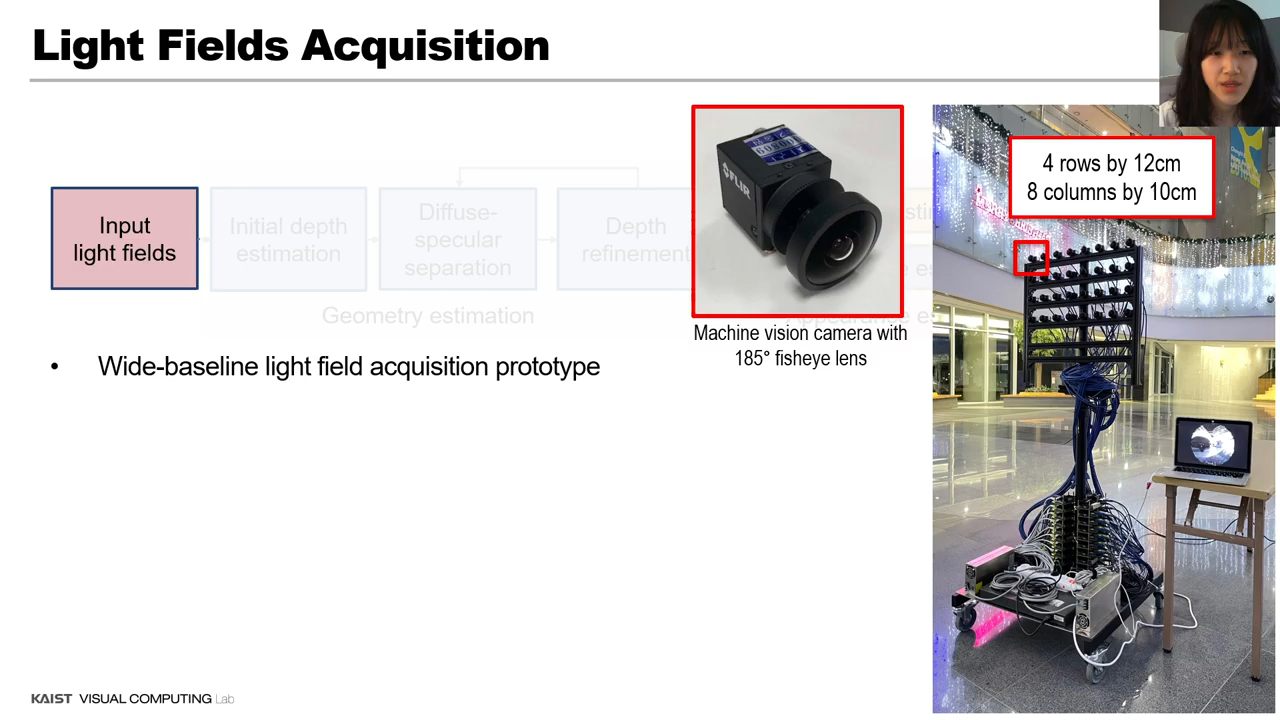 Light Fields Acquisition
4 rows by 12cm
8 columns by 10cm
Input
light fields
Initial depth
estimation
Diffuse-
specular
separation
Depth
refinement
FLIR
Geometry estimation
Machine vision camera with
185° fisheye lens
• Wide-baseline light field acquisition prototype
KAIST VISUAL COMPUTING Lab